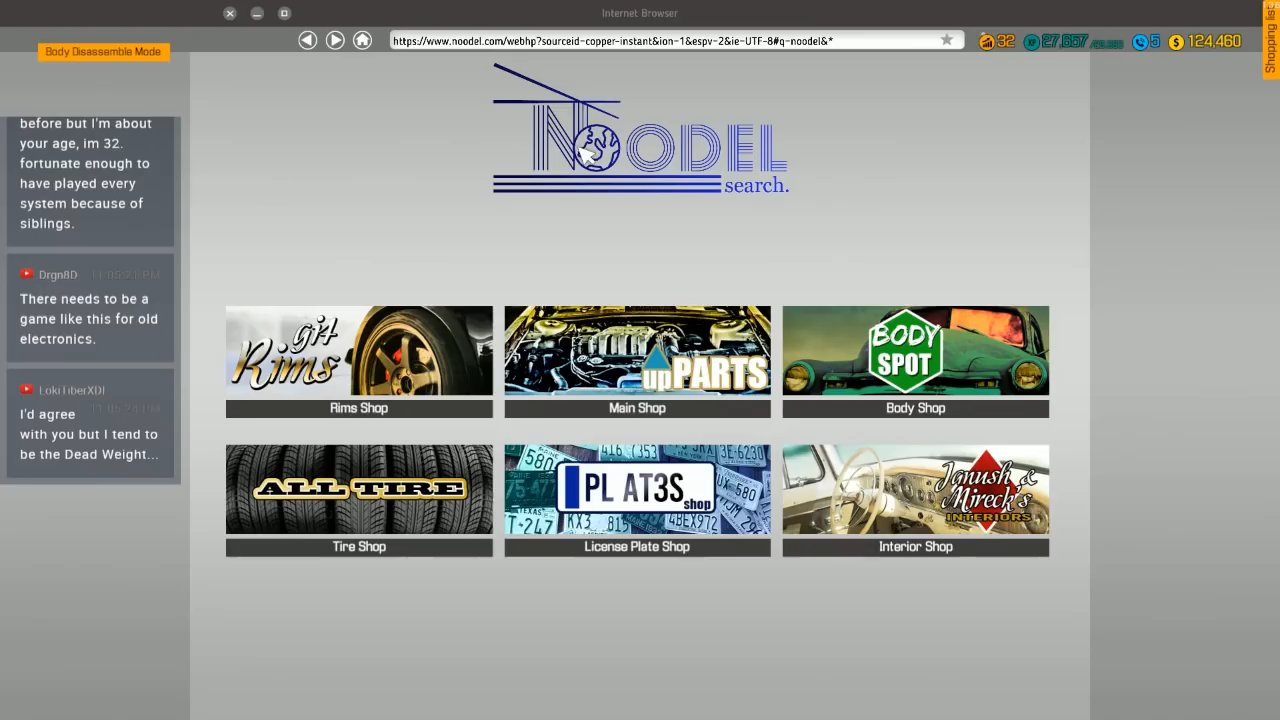 Internet Browser
https://www.noodel.com/webhp?sourceid-copper-instant&ion-1&espv-2&ie-UTF-8#q-noodel&*
32
27,657
5
$ 124,460
Shopping list
Body Disassemble Mode
before but I'm about
your age, im 32.
fortunate enough to
have played every
system because of
siblings.
Drgn8D
There needs to be a
game like this for old
electronics.
LokiTiberXDI
I'd agree
with you but I tend to
be the Dead Weight...
NOODEL
search.
git
Rims
Rims Shop
upPARTS
Main Shop
BODY
SPOT
Body Shop
ALL TIRE
Tire Shop
PL AT3S
shop
License Plate Shop
Janush &
Mireck's
INTERIORS
Interior Shop